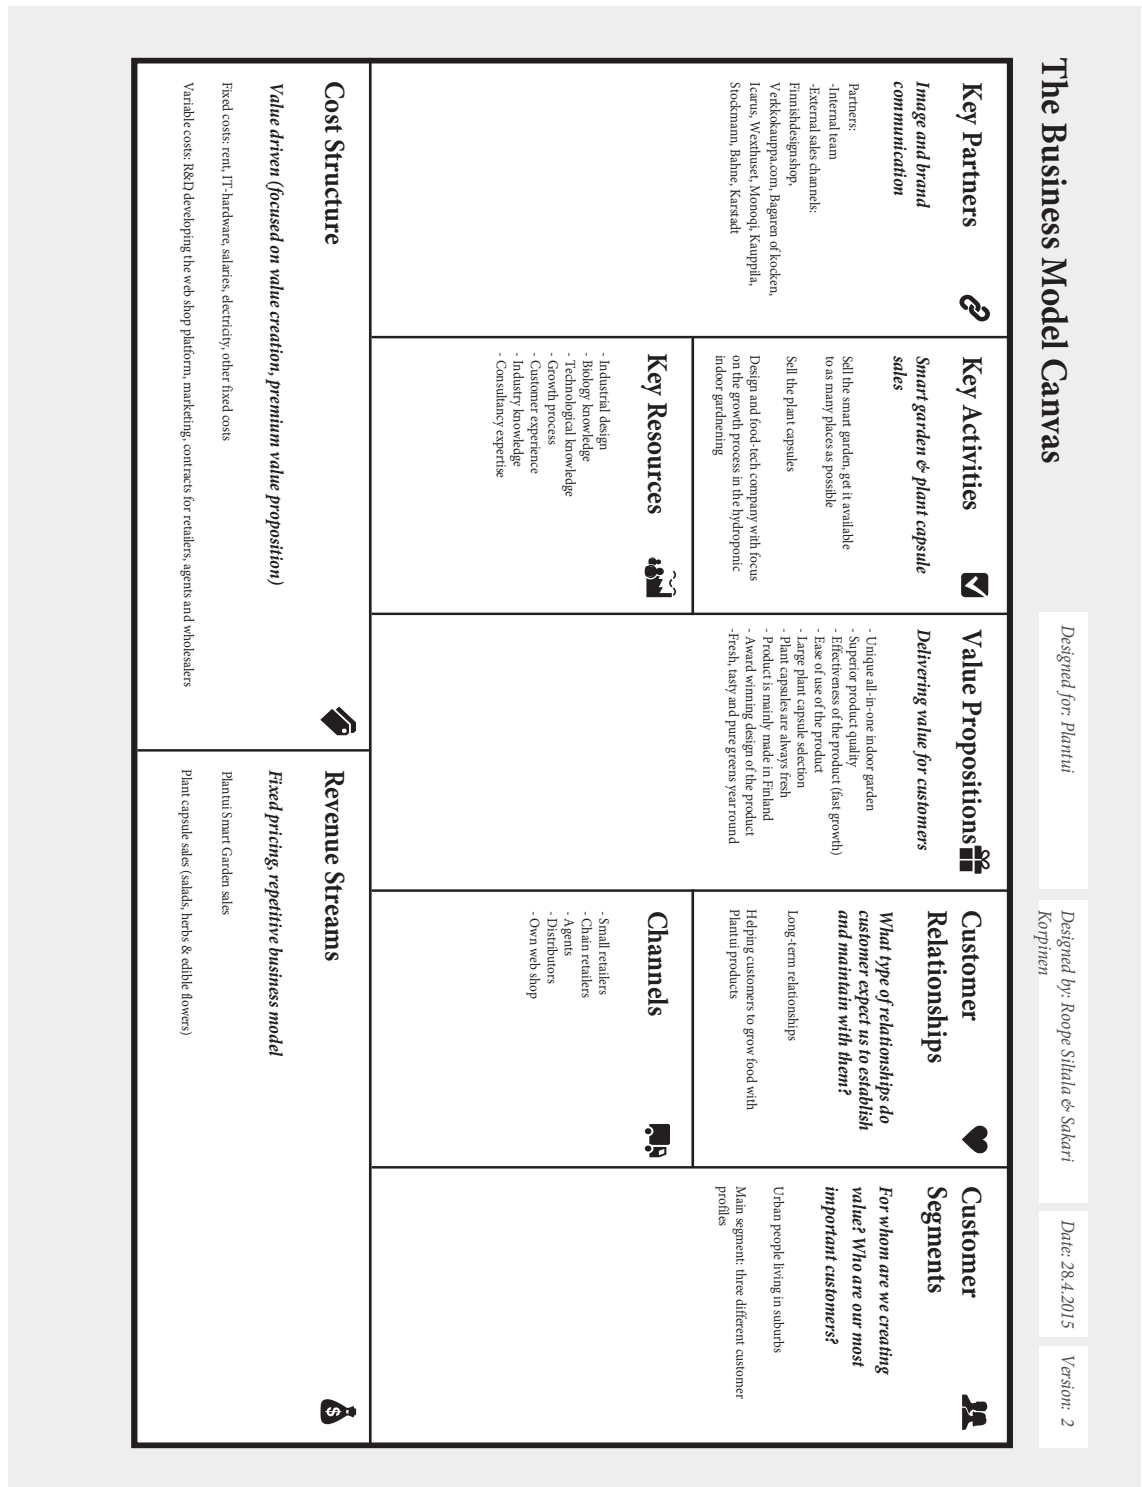 The Business Model Canvas
Designed for: Plantui
Designed by: Roope Siltala & Sakari
Korpinen
Date: 28.4.2015
Version: 2
Key Partners
Image and brand
communication
Partners:
-Internal team
-External sales channels:
Finnishdesignshop,
Verkkokauppa.com, Bagaren of kocken,
Icarus, Wexthuset, Monoqi, Kauppila,
Stockmann, Bahne, Karstadt
Key Activities
Smart garden & plant capsule
sales
Sell the smart garden, get it available
to as many places as possible
Sell the plant capsules
Design and food-tech company with focus
on the growth process in the hydroponic
indoor gardnening
Key Resources
- Industrial design
- Biology knowledge
- Technological knowledge
- Growth process
- Customer experience
- Industry knowledge
- Consultancy expertise
Value Propositions
Delivering value for customers
- Unique all-in-one indoor garden
- Superior product quality
- Effectiveness of the product (fast growth)
- Ease of use of the product
- Large plant capsule selection
- Plant capsules are always fresh
- Product is mainly made in Finland
- Award winning design of the product
-Fresh, tasty and pure greens year round
Customer
Relationships
What type of relationships do
customer expect us to establish
and maintain with them?
Long-term relationships
Helping customers to grow food with
Plantui products
Channels
- Small retailers
- Chain retailers
- Agents
- Distributors
- Own web shop
Customer
Segments
For whom are we creating
value? Who are our most
important customers?
Urban people living in suburbs
Main segment: three different customer
profiles
Cost Structure
Value driven (focused on value creation, premium value proposition)
Fixed costs: rent, IT-hardware, salaries, electricity, other fixed costs
Variable costs: R&D, developing the web shop platform, marketing, contracts for retailers, agents and wholesalers
Revenue Streams
Fixed pricing, repetitive business model
Plantui Smart Garden sales
Plant capsule sales (salads, herbs & edible flowers)